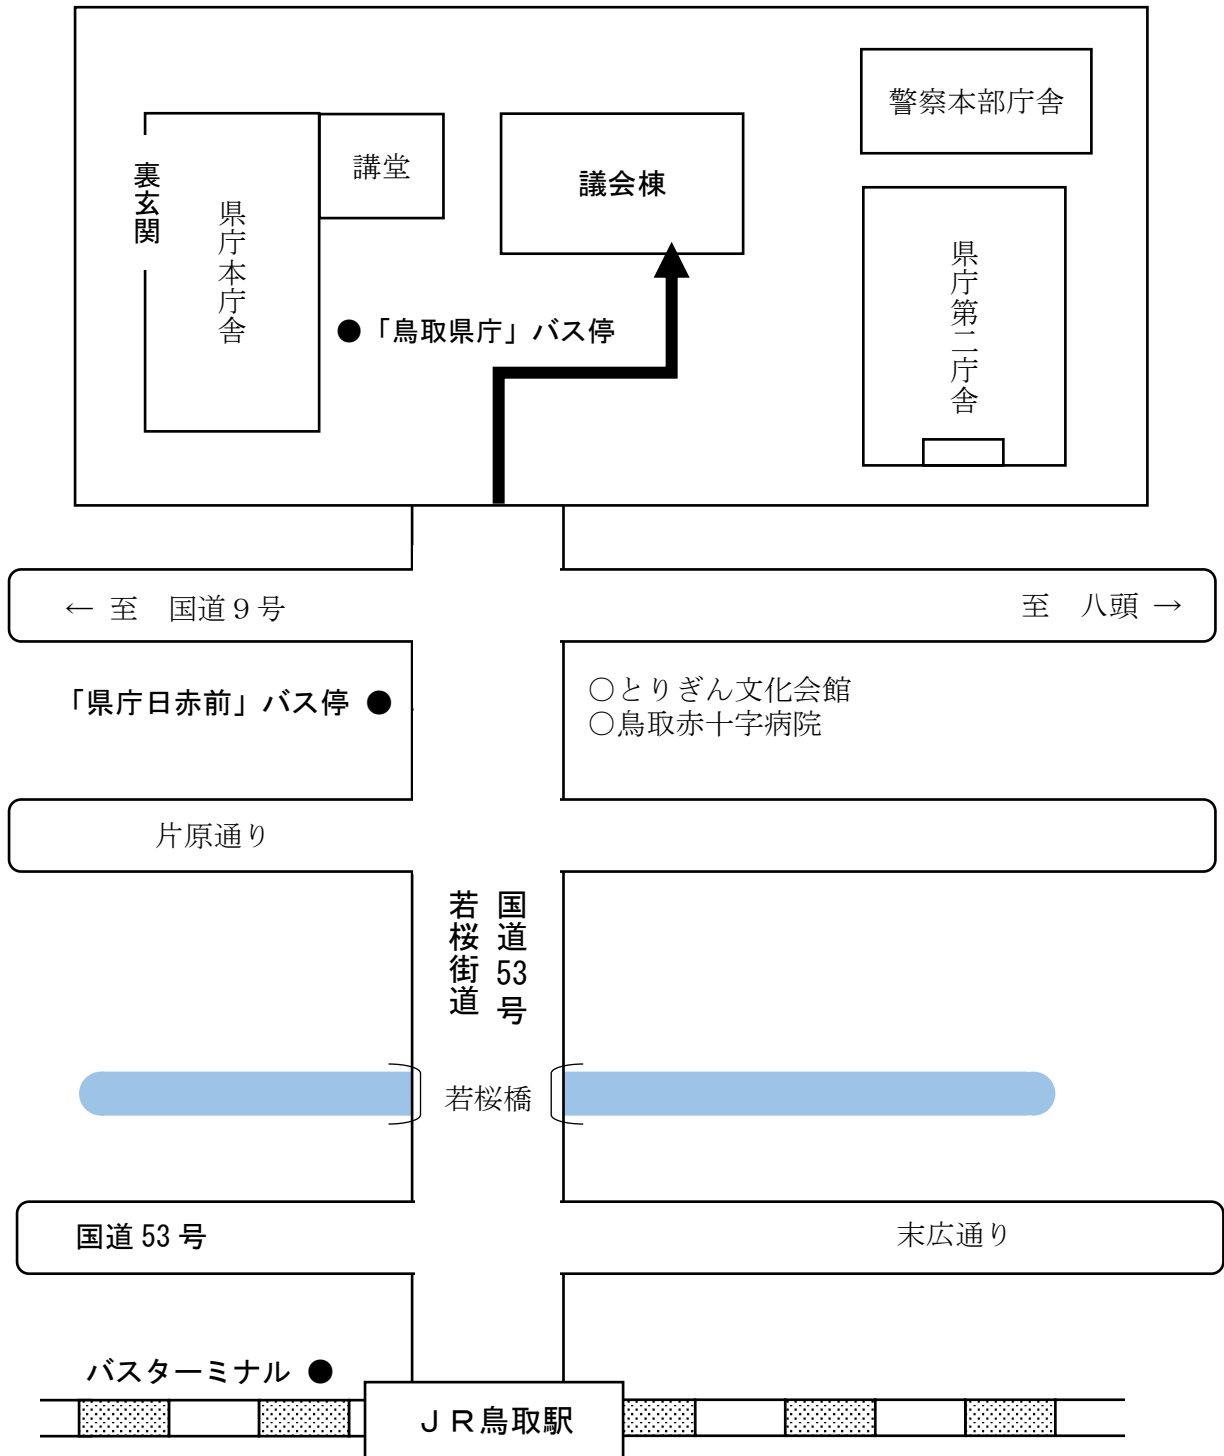 警察本部庁舎
講堂
議会棟
裏玄関
県庁本庁舎
県庁第二庁舎
●「鳥取県庁」バス停
← 至　国道９号
至　八頭 →
「県庁日赤前」バス停 ●
○とりぎん文化会館
○鳥取赤十字病院
片原通り
国道53号
若桜街道
若桜橋
国道53号
末広通り
バスターミナル ●
ＪＲ鳥取駅